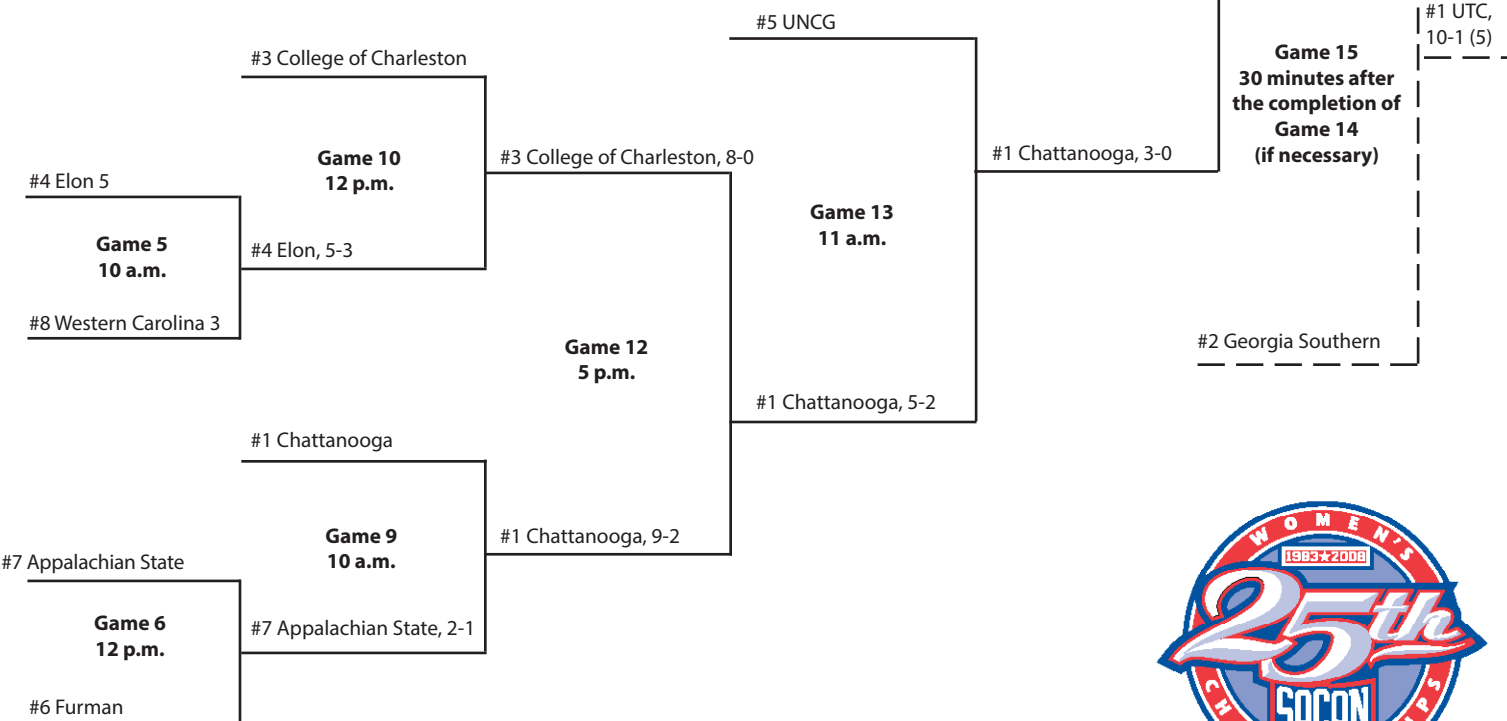 #5 UNCG
#1 UTC,
10-1 (5)
#3 College of Charleston
Game 15
30 minutes after
the completion of
Game 14
(if necessary)
Game 10
12 p.m.
#3 College of Charleston, 8-0
#1 Chattanooga, 3-0
#4 Elon 5
Game 13
11 a.m.
Game 5
10 a.m.
#4 Elon, 5-3
#8 Western Carolina 3
Game 12
5 p.m.
#2 Georgia Southern
#1 Chattanooga, 5-2
#1 Chattanooga
Game 9
10 a.m.
#1 Chattanooga, 9-2
#7 Appalachian State
Game 6
12 p.m.
#7 Appalachian State, 2-1
#6 Furman
WOMEN'S
1983★2008
25th
SOCON